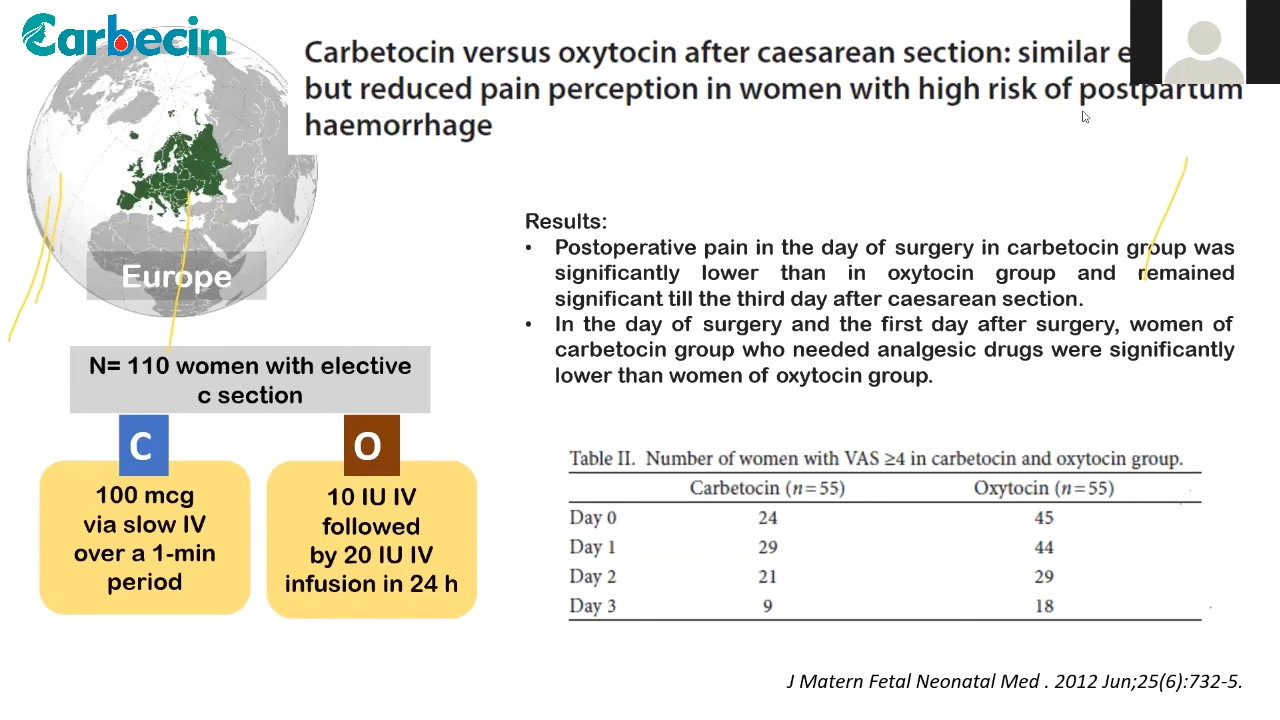 Carbecin
Carbetocin versus oxytocin after caesarean section: similar
but reduced pain perception in women with high risk of postpartum
haemorrhage
Europe
N= 110 women with elective
c section
C
100 mcg
via slow IV
over a 1-min
period
O
10 IU IV
followed
by 20 IU IV
infusion in 24 h
Results:
• Postoperative pain in the day of surgery in carbetocin group was
significantly lower than in oxytocin group and remained
significant till the third day after caesarean section.
• In the day of surgery and the first day after surgery, women of
carbetocin group who needed analgesic drugs were significantly
lower than women of oxytocin group.
Table II. Number of women with VAS ≥4 in carbetocin and oxytocin group.
Carbetocin (n=55) Oxytocin (n=55)
Day 0 24 45
Day 1 29 44
Day 2 21 29
Day 3 9 18
J Matern Fetal Neonatal Med . 2012 Jun;25(6):732-5.